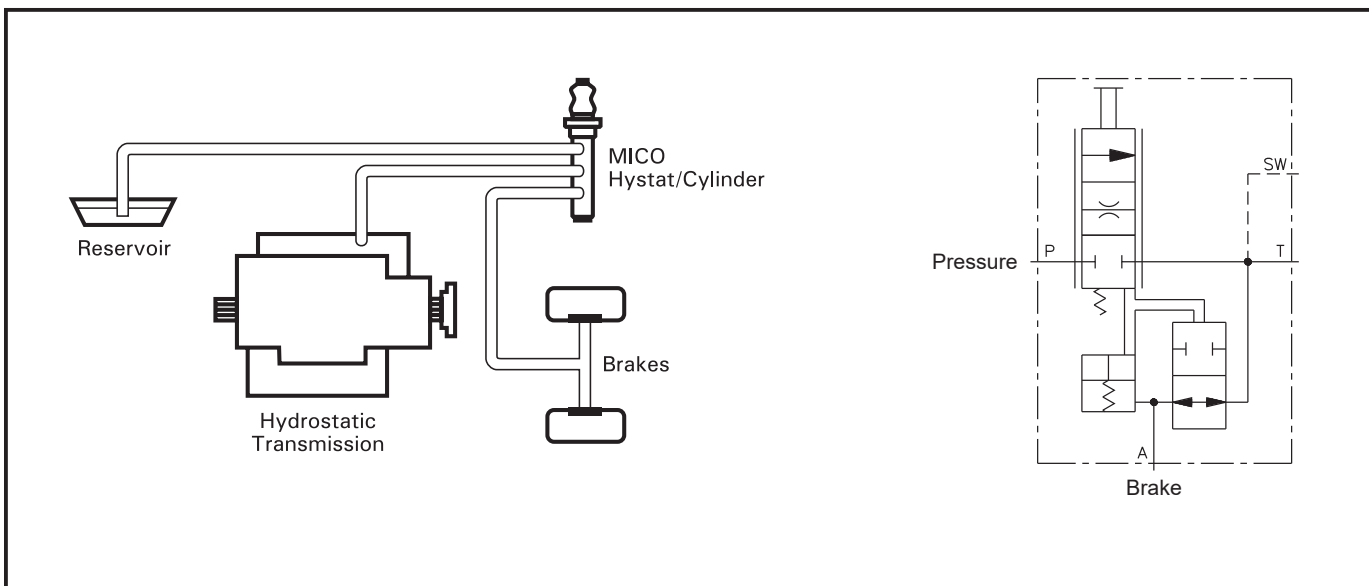 MICO
Hystat/Cylinder
Reservoir
Hydrostatic
Transmission
Brakes
SW
Pressure
P
T
A
Brake